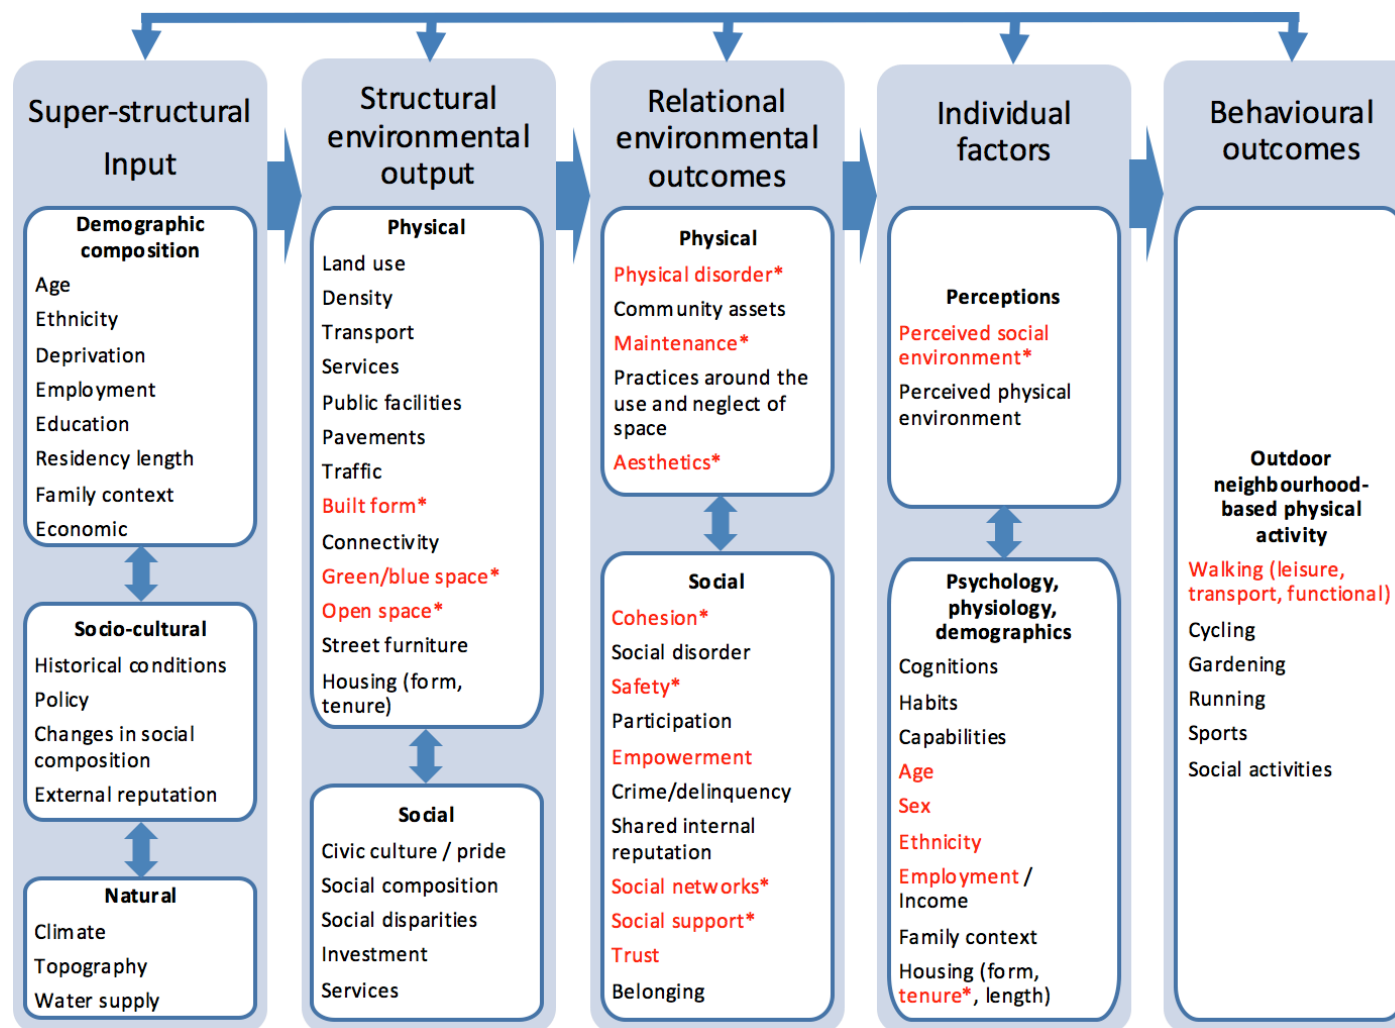 Super-structural
Input
Demographic
composition
Age
Ethnicity
Deprivation
Employment
Education
Residency length
Family context
Economic
Socio-cultural
Historical conditions
Policy
Changes in social
composition
External reputation
Natural
Climate
Topography
Water supply
Structural
environmental
output
Physical
Land use
Density
Transport
Services
Public facilities
Pavements
Traffic
Built form*
Connectivity
Green/blue space*
Open space*
Street furniture
Housing (form,
tenure)
Social
Civic culture / pride
Social composition
Social disparities
Investment
Services
Relational
environmental
outcomes
Physical
Physical disorder*
Community assets
Maintenance*
Practices around the
use and neglect of
space
Aesthetics*
Social
Cohesion*
Social disorder
Safety*
Participation
Empowerment
Crime/delinquency
Shared internal
reputation
Social networks*
Social support*
Trust
Belonging
Individual
factors
Perceptions
Perceived social
environment*
Perceived physical
environment
Psychology,
physiology,
demographics
Cognitions
Habits
Capabilities
Age
Sex
Ethnicity
Employment /
Income
Family context
Housing (form,
tenure*, length)
Behavioural
outcomes
Outdoor
neighbourhood-
based physical
activity
Walking (leisure,
transport, functional)
Cycling
Gardening
Running
Sports
Social activities